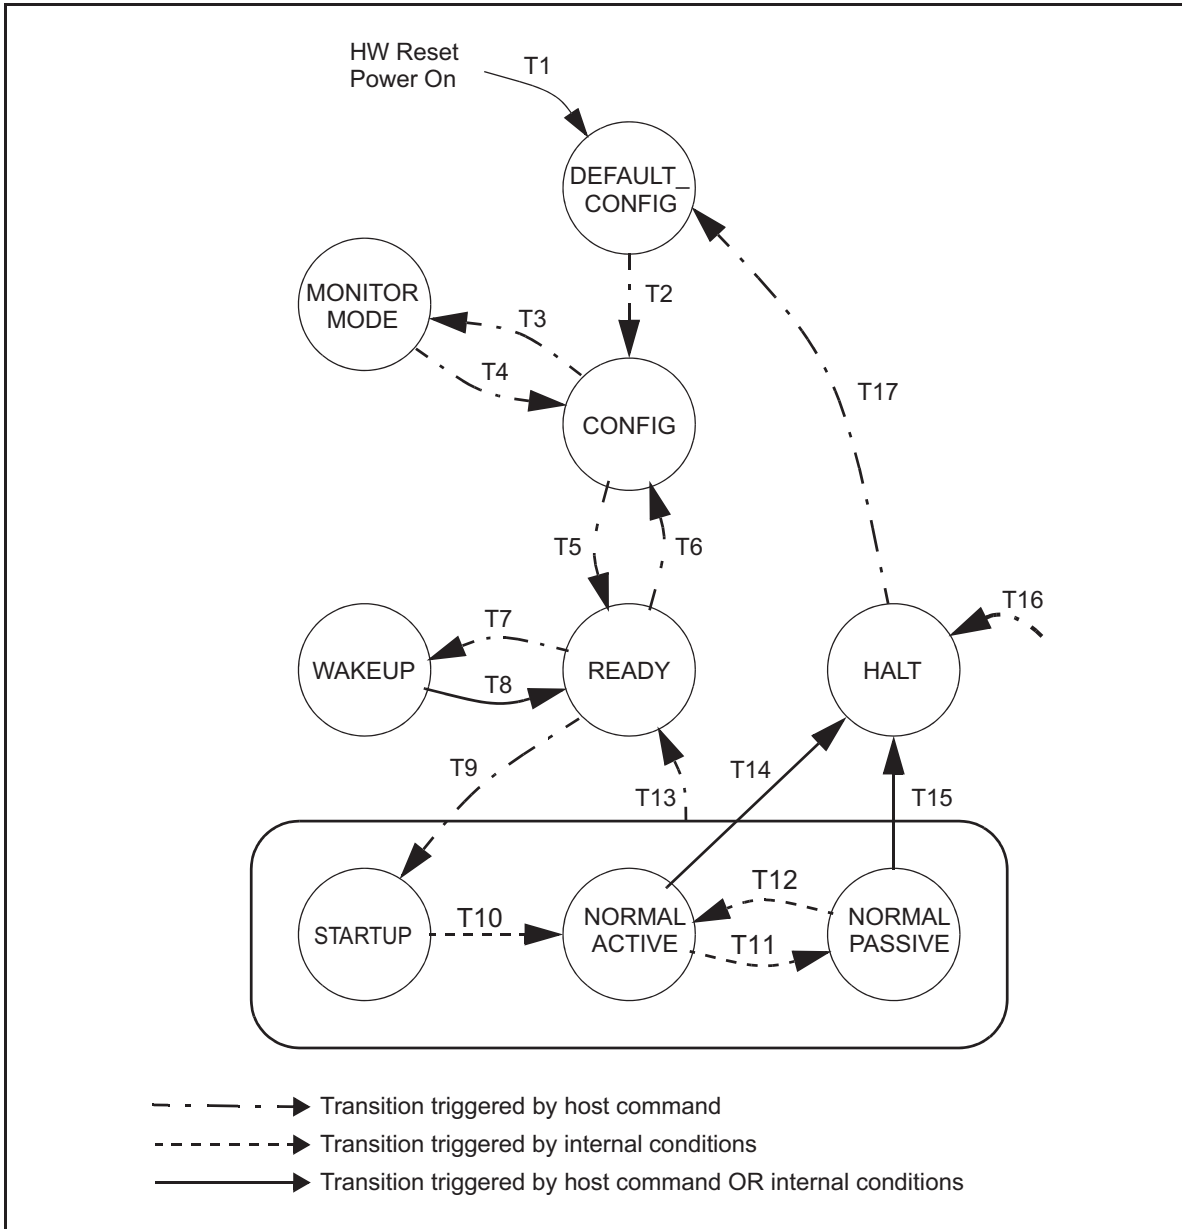 HW Reset
Power On
T1
DEFAULT_
CONFIG
T2
MONITOR
MODE
T3
T4
CONFIG
T17
T5
T6
T16
T7
WAKEUP
T8
READY
HALT
T9
T13
T14
T15
STARTUP
T10
NORMAL
ACTIVE
T12
T11
NORMAL
PASSIVE
Transition triggered by host command
Transition triggered by internal conditions
Transition triggered by host command OR internal conditions